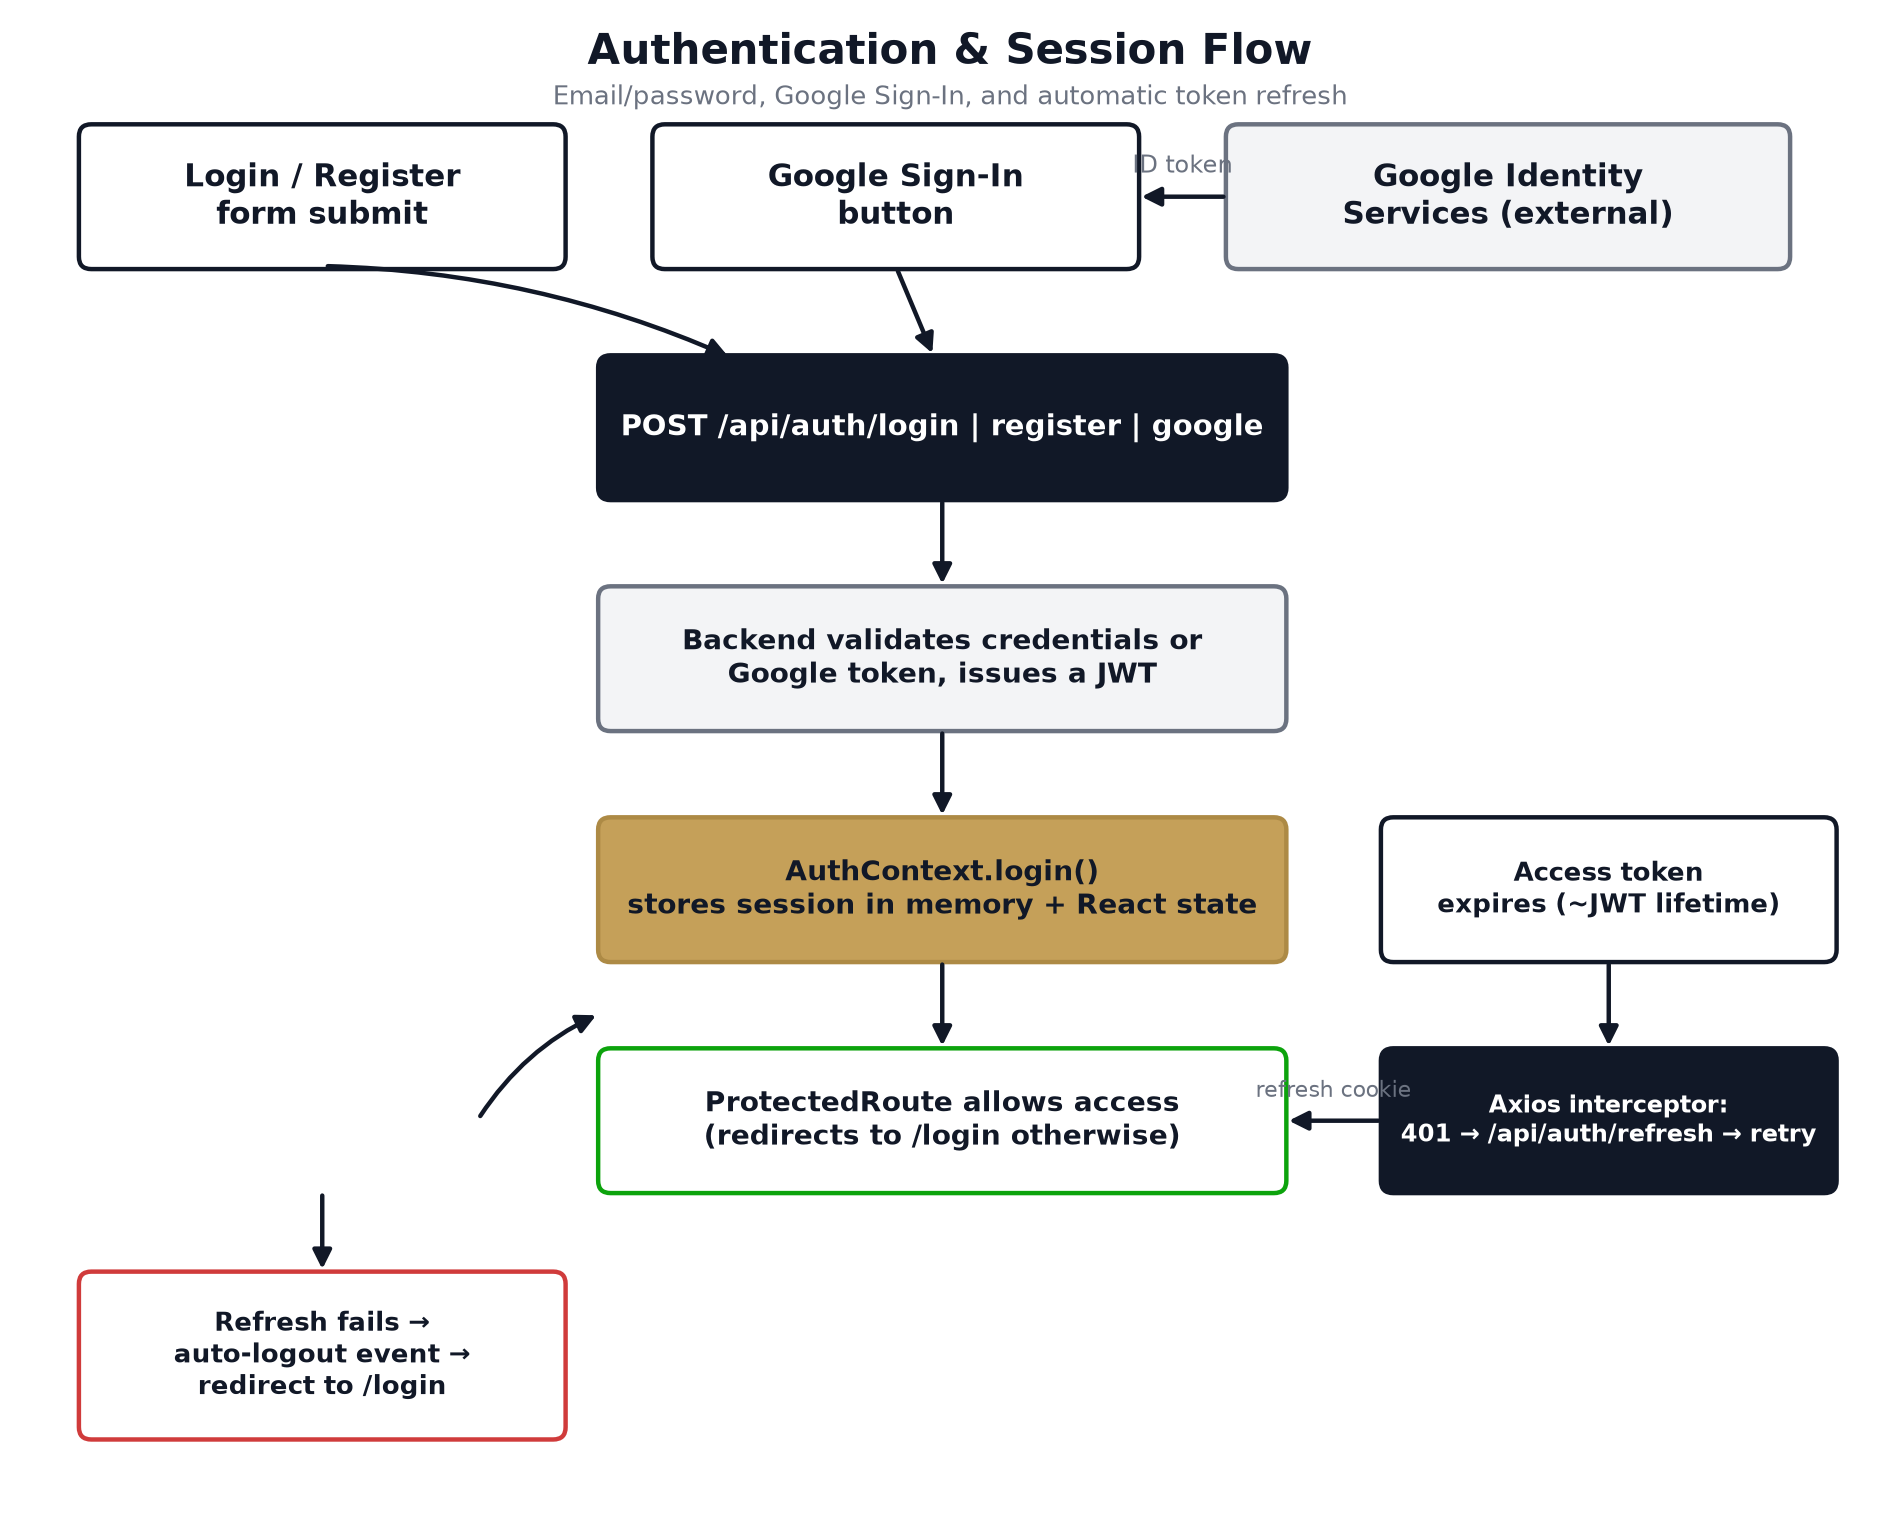 Authentication & Session Flow
Email/password, Google Sign-In, and automatic token refresh
Login / Register
form submit
Google Sign-In
button
ID token
Google Identity
Services (external)
POST /api/auth/login | register | google
Backend validates credentials or
Google token, issues a JWT
AuthContext.login()
stores session in memory + React state
Access token
expires (~JWT lifetime)
ProtectedRoute allows access
(redirects to /login otherwise)
refresh cookie
Axios interceptor:
401 → /api/auth/refresh → retry
Refresh fails →
auto-logout event →
redirect to /login